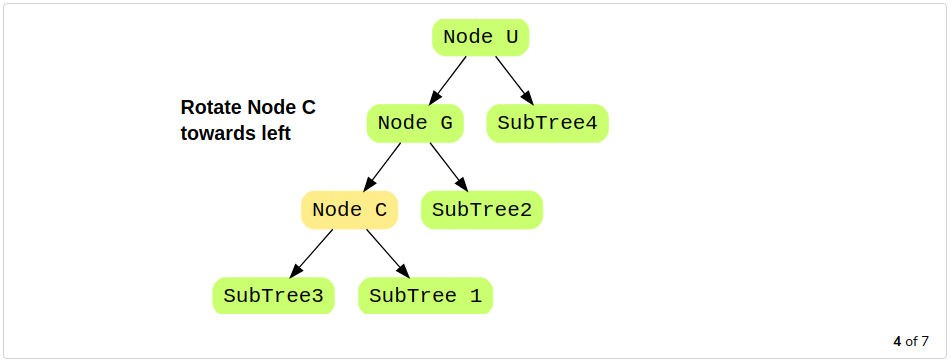 Node U
Rotate Node C
towards left
Node G
SubTree4
Node C
SubTree2
SubTree3
SubTree 1
4 of 7